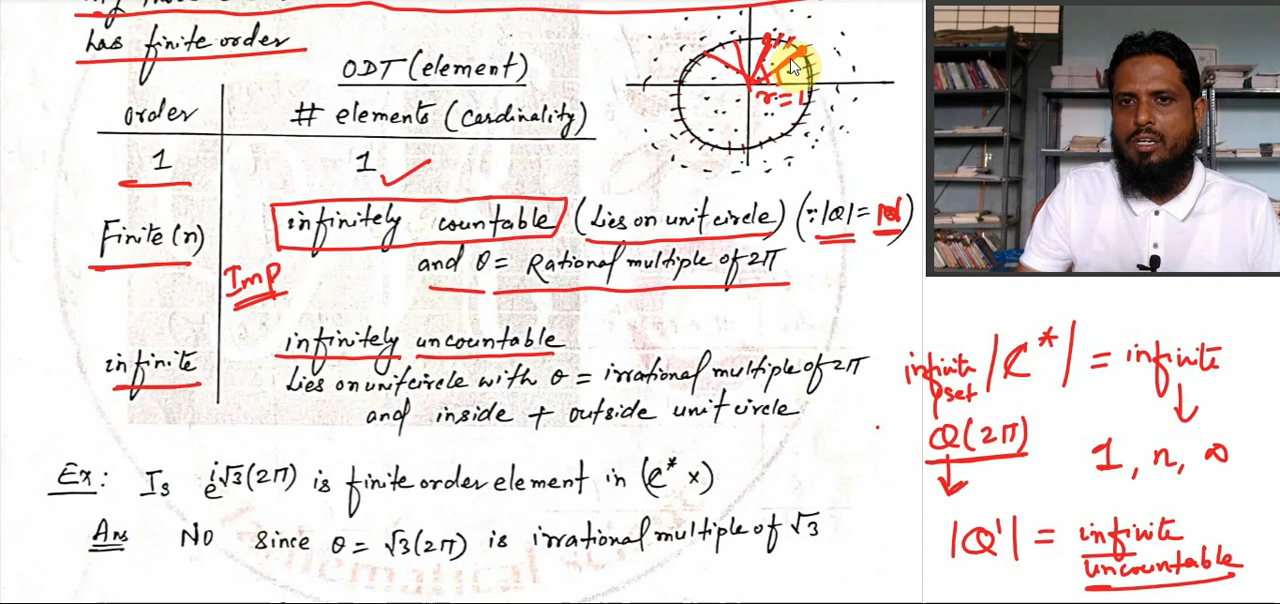 has finite order
ODT (element)
order
# elements (Cardinality)
r=1
1
1
Finite (n)
infinitely countable (Lies on unit circle) (∵|Q|=|N|)
and θ = Rational multiple of 2π
Imp
infinite
infinitely uncountable
Lies on unit circle with θ = irrational multiple of 2π
and inside + outside unit circle
Ex: Is e^i√3(2π) is finite order element in (C* ×)
Ans No since θ = √3(2π) is irrational multiple of √3
infinite set |C*| = infinite
Q(2π)
1, n, ∞
|Q'| = infinite
uncountable